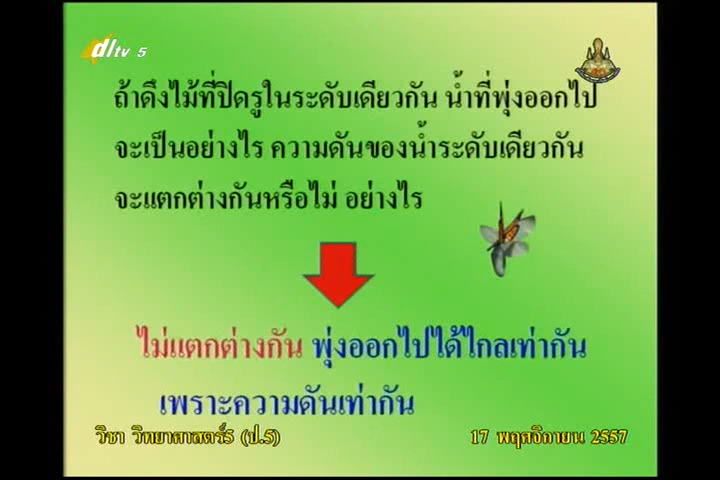 dltv 5
ถ้าดึงไม้ที่ปิดรูในระดับเดียวกัน น้ำที่พุ่งออกไป
จะเป็นอย่างไร ความดันของน้ำระดับเดียวกัน
จะแตกต่างกันหรือไม่ อย่างไร
ไม่แตกต่างกัน พุ่งออกไปได้ไกลเท่ากัน
เพราะความดันเท่ากัน
วิชา วิทยาศาสตร์5 (ป.5) 17 พฤศจิกายน 2557